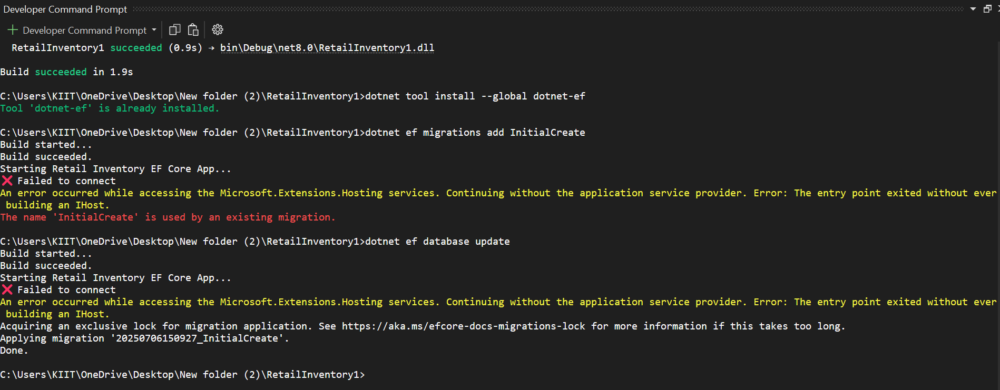 Developer Command Prompt
Developer Command Prompt
RetailInventory1 succeeded (0.9s) → bin\Debug\net8.0\RetailInventory1.dll
Build succeeded in 1.9s
C:\Users\KIIT\OneDrive\Desktop\New folder (2)\RetailInventory1>dotnet tool install --global dotnet-ef
Tool 'dotnet-ef' is already installed.
C:\Users\KIIT\OneDrive\Desktop\New folder (2)\RetailInventory1>dotnet ef migrations add InitialCreate
Build started...
Build succeeded.
Starting Retail Inventory EF Core App...
❌ Failed to connect
An error occurred while accessing the Microsoft.Extensions.Hosting services. Continuing without the application service provider. Error: The entry point exited without ever
building an IHost.
The name 'InitialCreate' is used by an existing migration.
C:\Users\KIIT\OneDrive\Desktop\New folder (2)\RetailInventory1>dotnet ef database update
Build started...
Build succeeded.
Starting Retail Inventory EF Core App...
❌ Failed to connect
An error occurred while accessing the Microsoft.Extensions.Hosting services. Continuing without the application service provider. Error: The entry point exited without ever
building an IHost.
Acquiring an exclusive lock for migration application. See https://aka.ms/efcore-docs-migrations-lock for more information if this takes too long.
Applying migration '20250706150927_InitialCreate'.
Done.
C:\Users\KIIT\OneDrive\Desktop\New folder (2)\RetailInventory1>